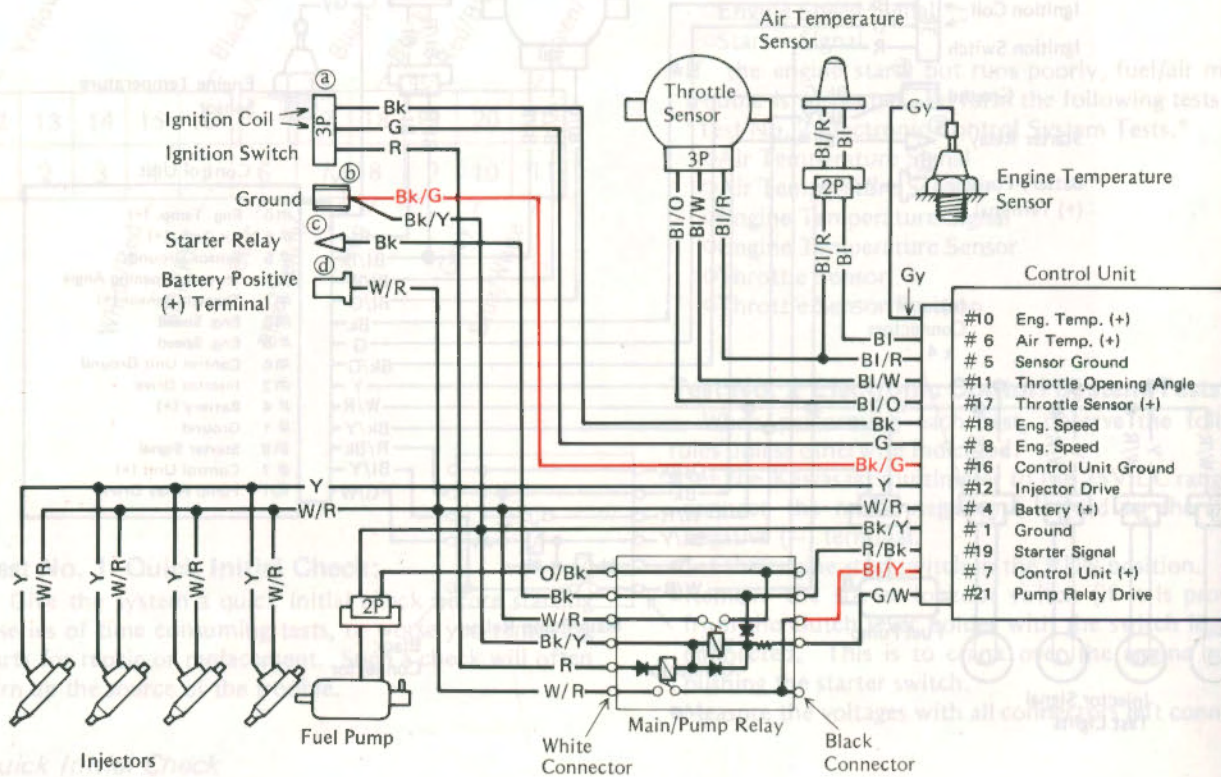 Air Temperature
Sensor
Throttle
Sensor
3P
Gy
Engine Temperature
Sensor
Bl/R
Bl
2P
Bl/R
Bl
Bl/O
Bl/W
Bl/R
ⓐ
Ignition Coil
Ignition Switch
3P
Bk
G
R
ⓑ
Ground
Bk/G
Bk/Y
ⓒ
Starter Relay
Bk
ⓓ
Battery Positive
(+) Terminal
W/R
Gy
Control Unit
#10 Eng. Temp. (+)
Bl # 6 Air Temp. (+)
Bl/R # 5 Sensor Ground
Bl/W #11 Throttle Opening Angle
Bl/O #17 Throttle Sensor (+)
Bk #18 Eng. Speed
G # 8 Eng. Speed
Bk/G #16 Control Unit Ground
Y #12 Injector Drive
W/R # 4 Battery (+)
Bk/Y # 1 Ground
R/Bk #19 Starter Signal
Bl/Y # 7 Control Unit (+)
G/W #21 Pump Relay Drive
Y
W/R
Y
W/R
Y
W/R
Y
W/R
Y
W/R
2P
O/Bk
Bk
W/R
Bk/Y
R
W/R
Injectors
Fuel Pump
Main/Pump Relay
White
Connector
Black
Connector